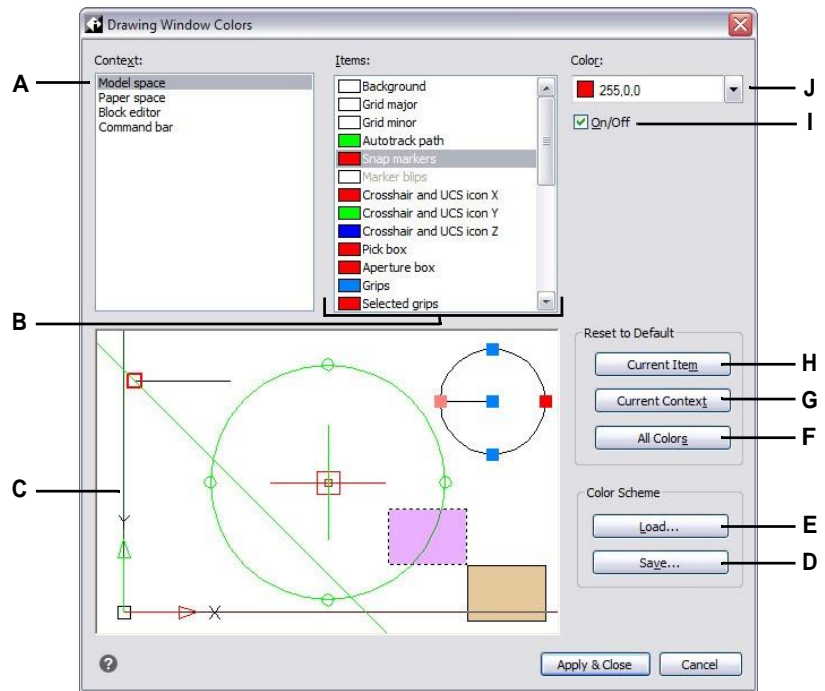 Drawing Window Colors
Context:
Items:
Color:
A
Model space
Paper space
Block editor
Command bar
Background
Grid major
Grid minor
Autotrack path
Snap markers
Marker blips
Crosshair and UCS icon X
Crosshair and UCS icon Y
Crosshair and UCS icon Z
Pick box
Aperture box
Grips
Selected grips
255,0,0
J
On/Off
I
B
Reset to Default
Current Item
H
Current Context
G
All Colors
F
C
Color Scheme
Load...
E
Save...
D
Y
X
?
Apply & Close
Cancel